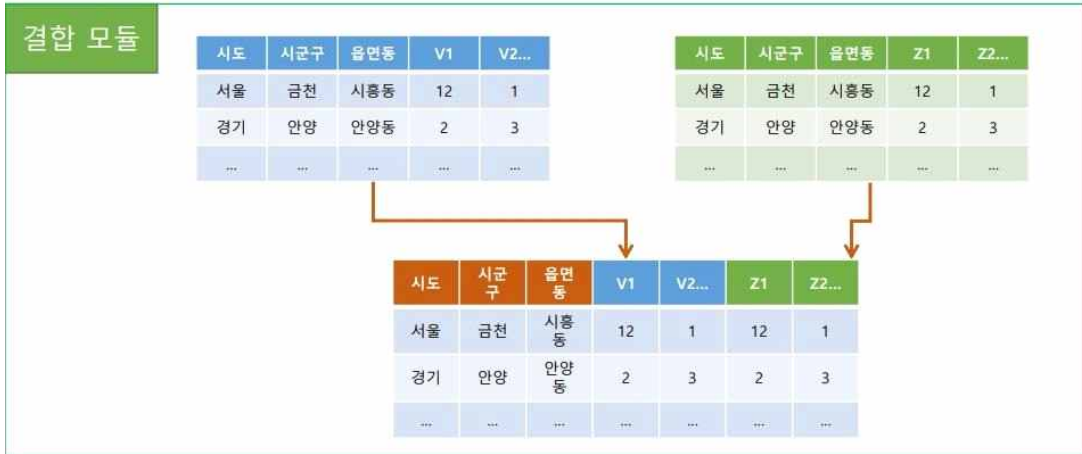 결합 모듈
시도 시군구 읍면동 V1 V2...
서울 금천 시흥동 12 1
경기 안양 안양동 2 3
... ... ... ... ...
시도 시군구 읍면동 Z1 Z2...
서울 금천 시흥동 12 1
경기 안양 안양동 2 3
... ... ... ... ...
시도 시군구 읍면동 V1 V2... Z1 Z2...
서울 금천 시흥동 12 1 12 1
경기 안양 안양동 2 3 2 3
... ... ... ... ... ... ...